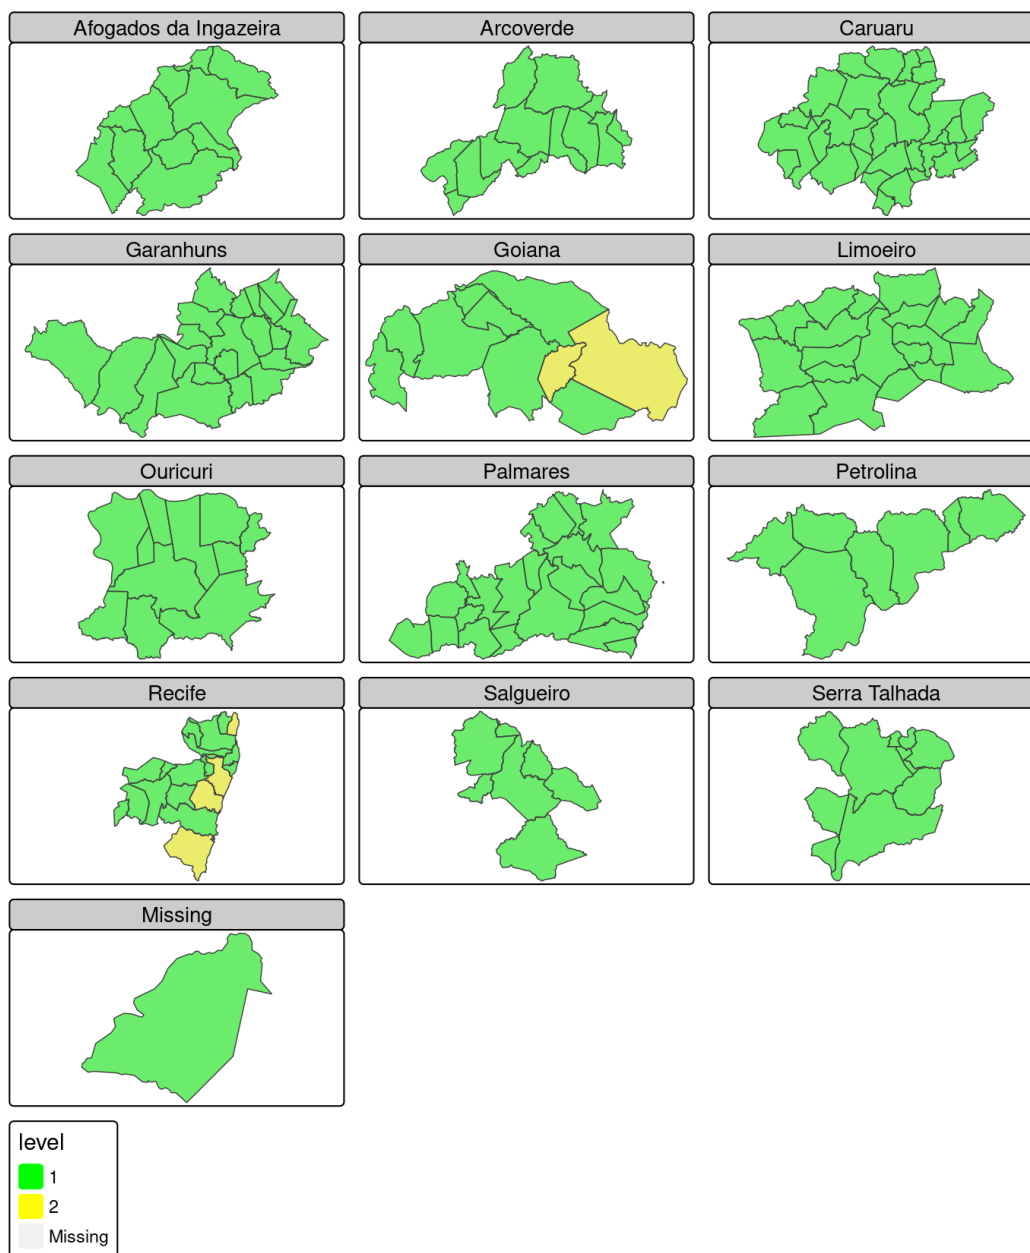 Afogados da Ingazeira
Arcoverde
Caruaru
Garanhuns
Goiana
Limoeiro
Ouricuri
Palmares
Petrolina
Recife
Salgueiro
Serra Talhada
Missing
level
1
2
Missing